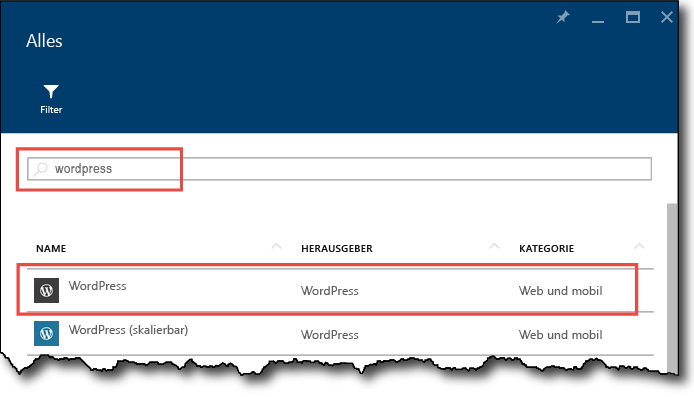 Alles
Filter
wordpress
NAME HERAUSGEBER KATEGORIE
WordPress WordPress Web und mobil
WordPress (skalierbar) WordPress Web und mobil